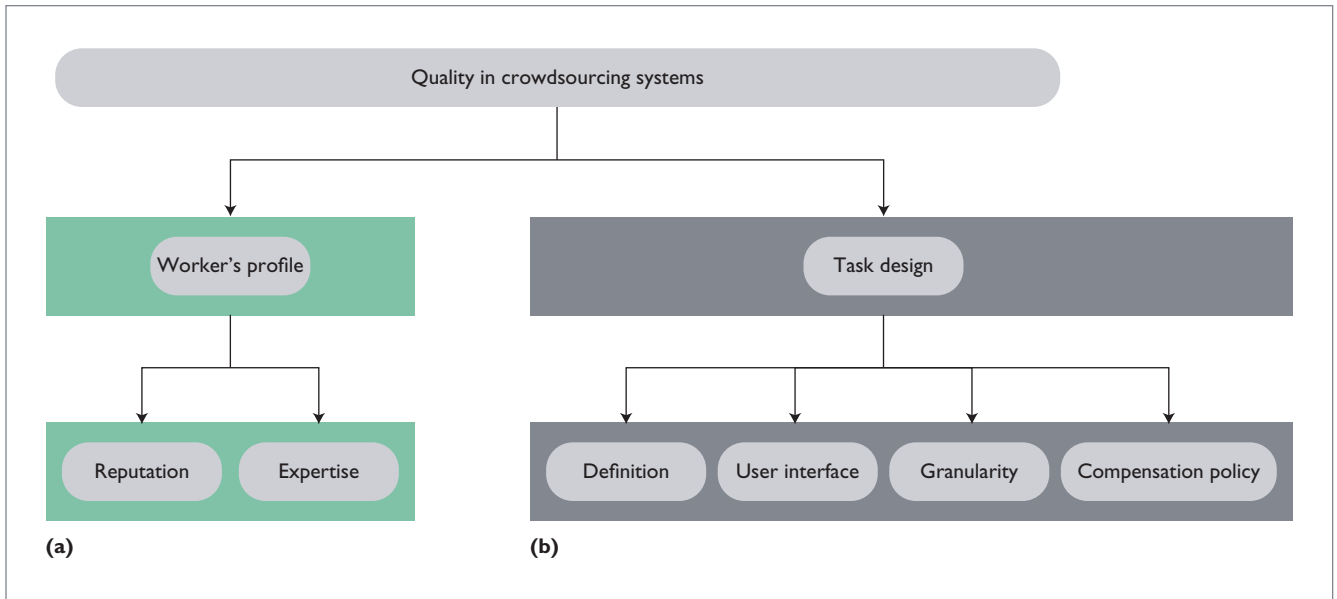 Quality in crowdsourcing systems
Worker's profile
Task design
Reputation
Expertise
Definition
User interface
Granularity
Compensation policy
(a)
(b)